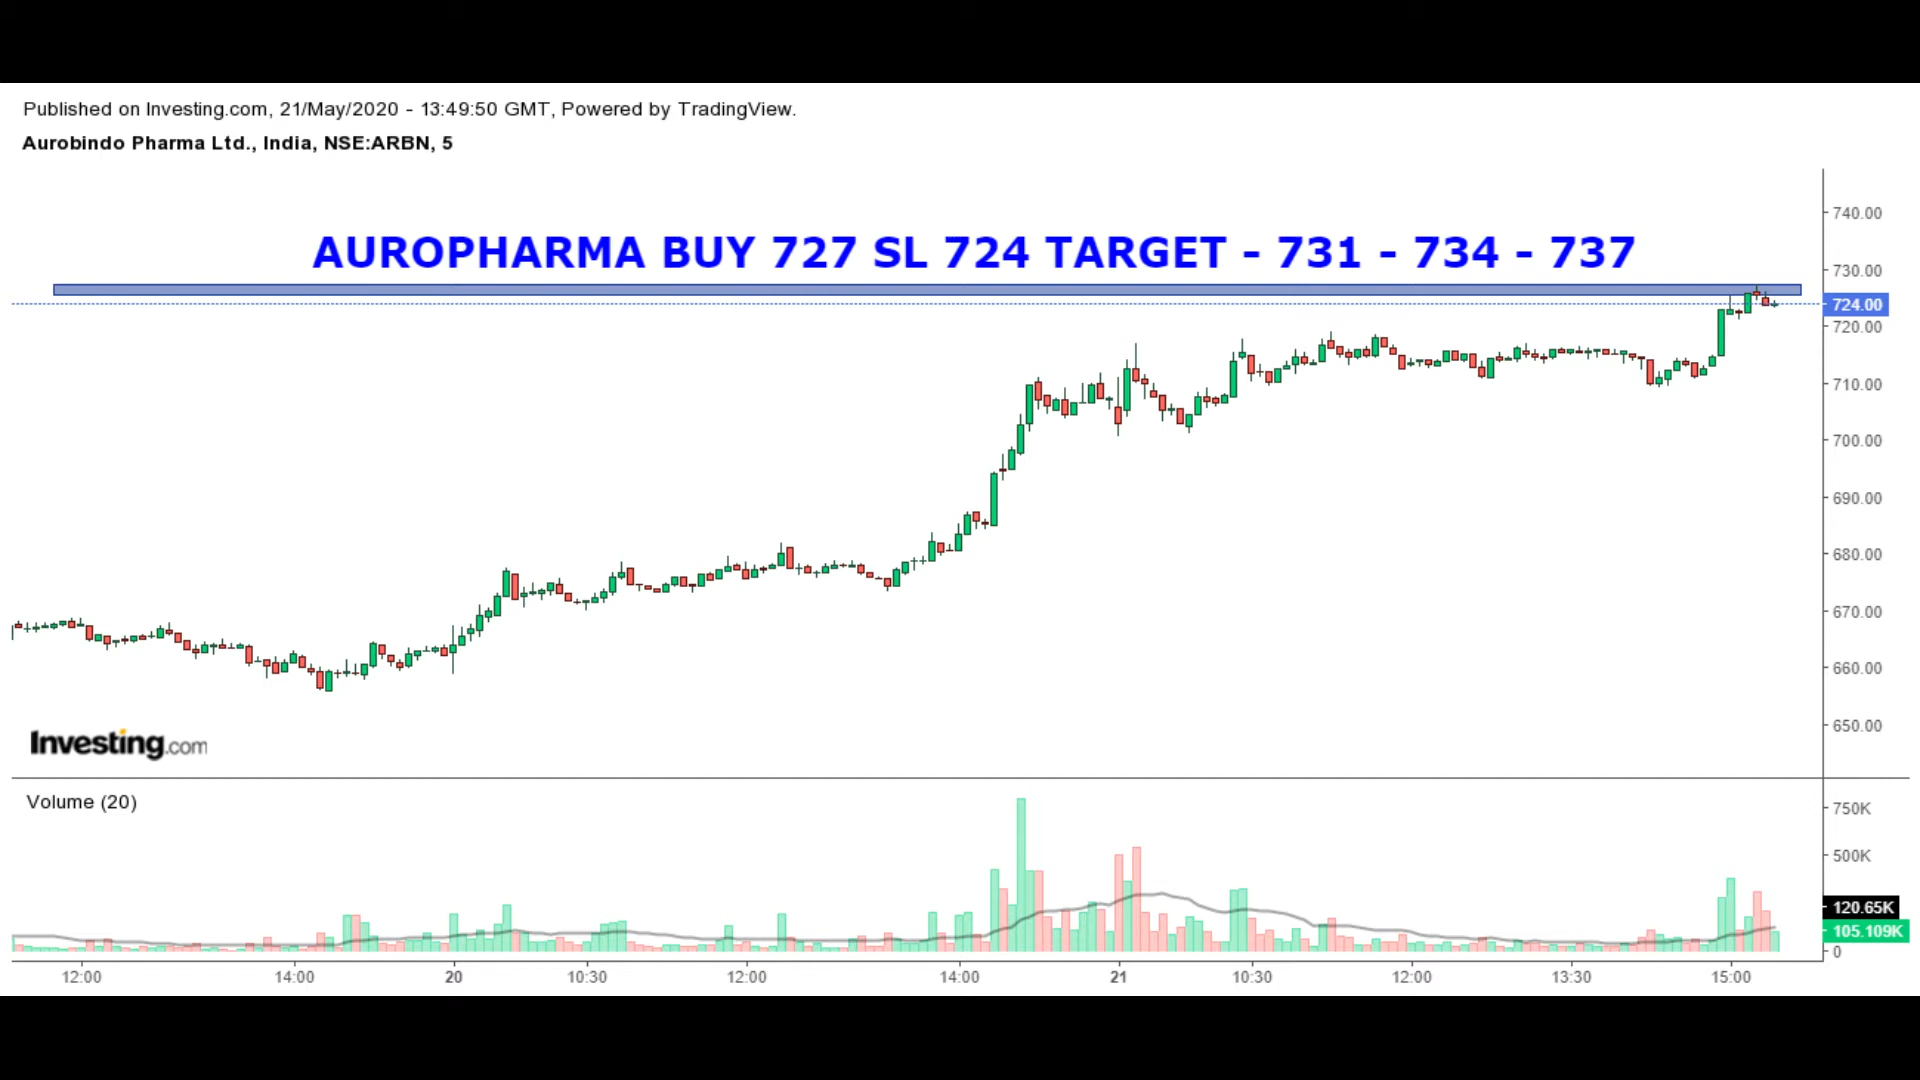 Published on Investing.com, 21/May/2020 - 13:49:50 GMT, Powered by TradingView.
Aurobindo Pharma Ltd., India, NSE:ARBN, 5
AUROPHARMA BUY 727 SL 724 TARGET - 731 - 734 - 737
740.00
730.00
724.00
720.00
710.00
700.00
690.00
680.00
670.00
660.00
650.00
Investing.com
Volume (20)
750K
500K
120.65K
105.109K
0
12:00 14:00 20 10:30 12:00 14:00 21 10:30 12:00 13:30 15:00